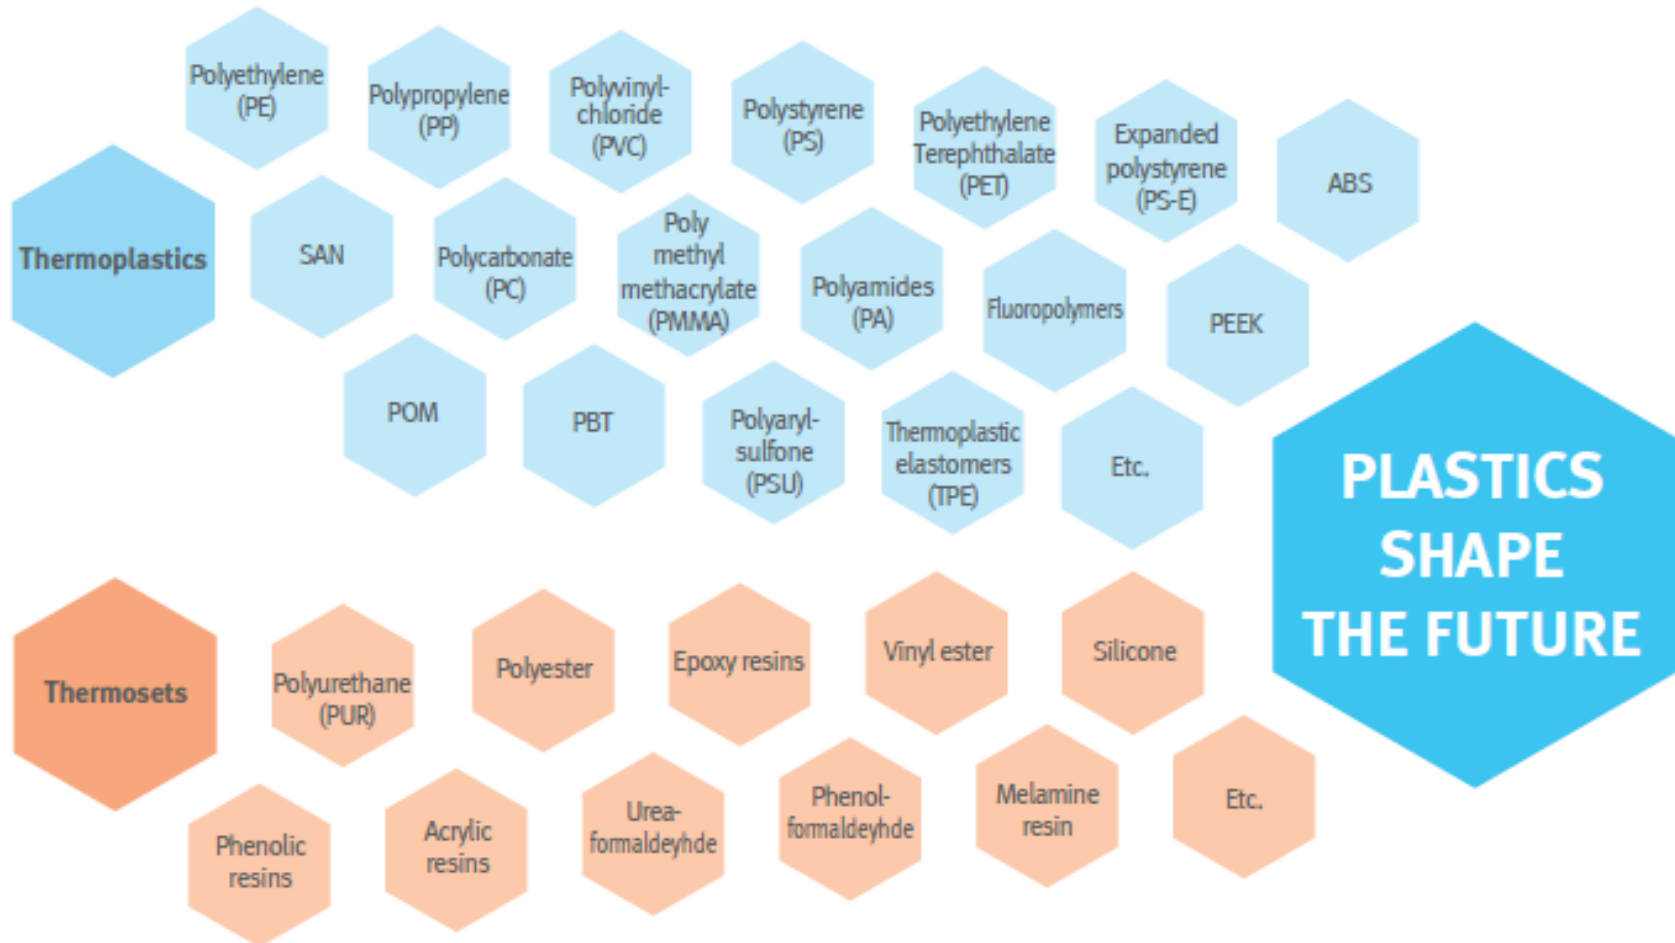 Polyethylene
(PE)
Polypropylene
(PP)
Polyvinyl-
chloride
(PVC)
Polystyrene
(PS)
Polyethylene
Terephthalate
(PET)
Expanded
polystyrene
(PS-E)
ABS
Thermoplastics
SAN
Polycarbonate
(PC)
Poly
methyl
methacrylate
(PMMA)
Polyamides
(PA)
Fluoropolymers
PEEK
POM
PBT
Polyaryl-
sulfone
(PSU)
Thermoplastic
elastomers
(TPE)
Etc.
PLASTICS
SHAPE
THE FUTURE
Thermosets
Polyurethane
(PUR)
Polyester
Epoxy resins
Vinyl ester
Silicone
Phenolic
resins
Acrylic
resins
Urea-
formaldeyhde
Phenol-
formaldeyhde
Melamine
resin
Etc.